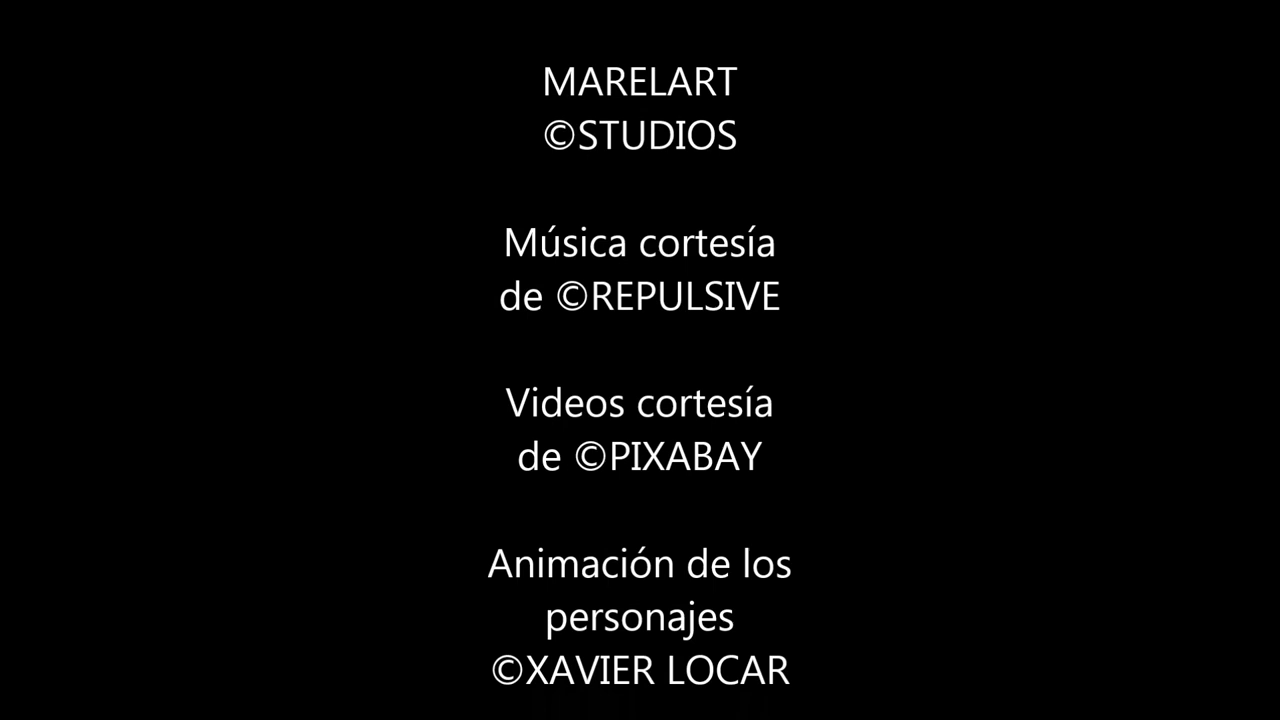 MARELART
©STUDIOS
Música cortesía
de ©REPULSIVE
Videos cortesía
de ©PIXABAY
Animación de los
personajes
©XAVIER LOCAR